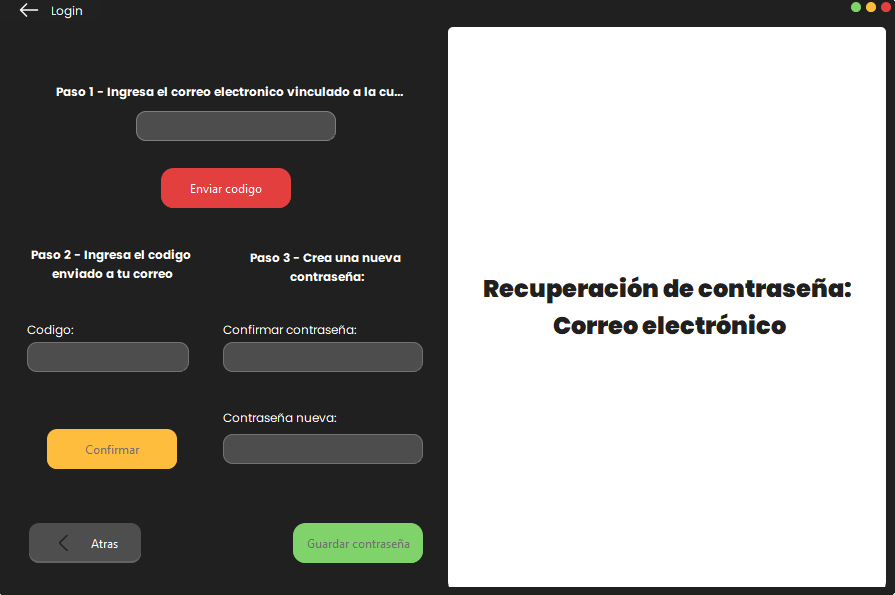 Login
Paso 1 - Ingresa el correo electronico vinculado a la cu...
Enviar codigo
Paso 2 - Ingresa el codigo
enviado a tu correo
Codigo:
Confirmar
Paso 3 - Crea una nueva
contraseña:
Confirmar contraseña:
Contraseña nueva:
Atras
Guardar contraseña
Recuperación de contraseña:
Correo electrónico